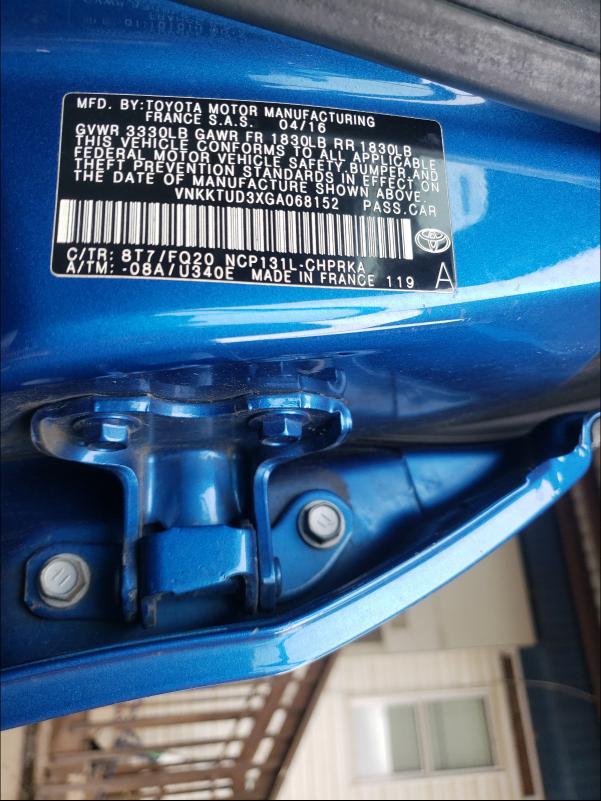 MFD. BY:TOYOTA MOTOR MANUFACTURING
FRANCE S.A.S. 04/16
GVWR 3330LB GAWR FR 1830LB RR 1830LB
THIS VEHICLE CONFORMS TO ALL APPLICABLE
FEDERAL MOTOR VEHICLE SAFETY,BUMPER,AND
THEFT PREVENTION STANDARDS IN EFFECT ON
THE DATE OF MANUFACTURE SHOWN ABOVE.
VNKKTUD3XGA068152 PASS.CAR
C/TR: 8T7/FQ20 NCP131L-CHPRKA
A/TM: -08A/U340E MADE IN FRANCE 119 A